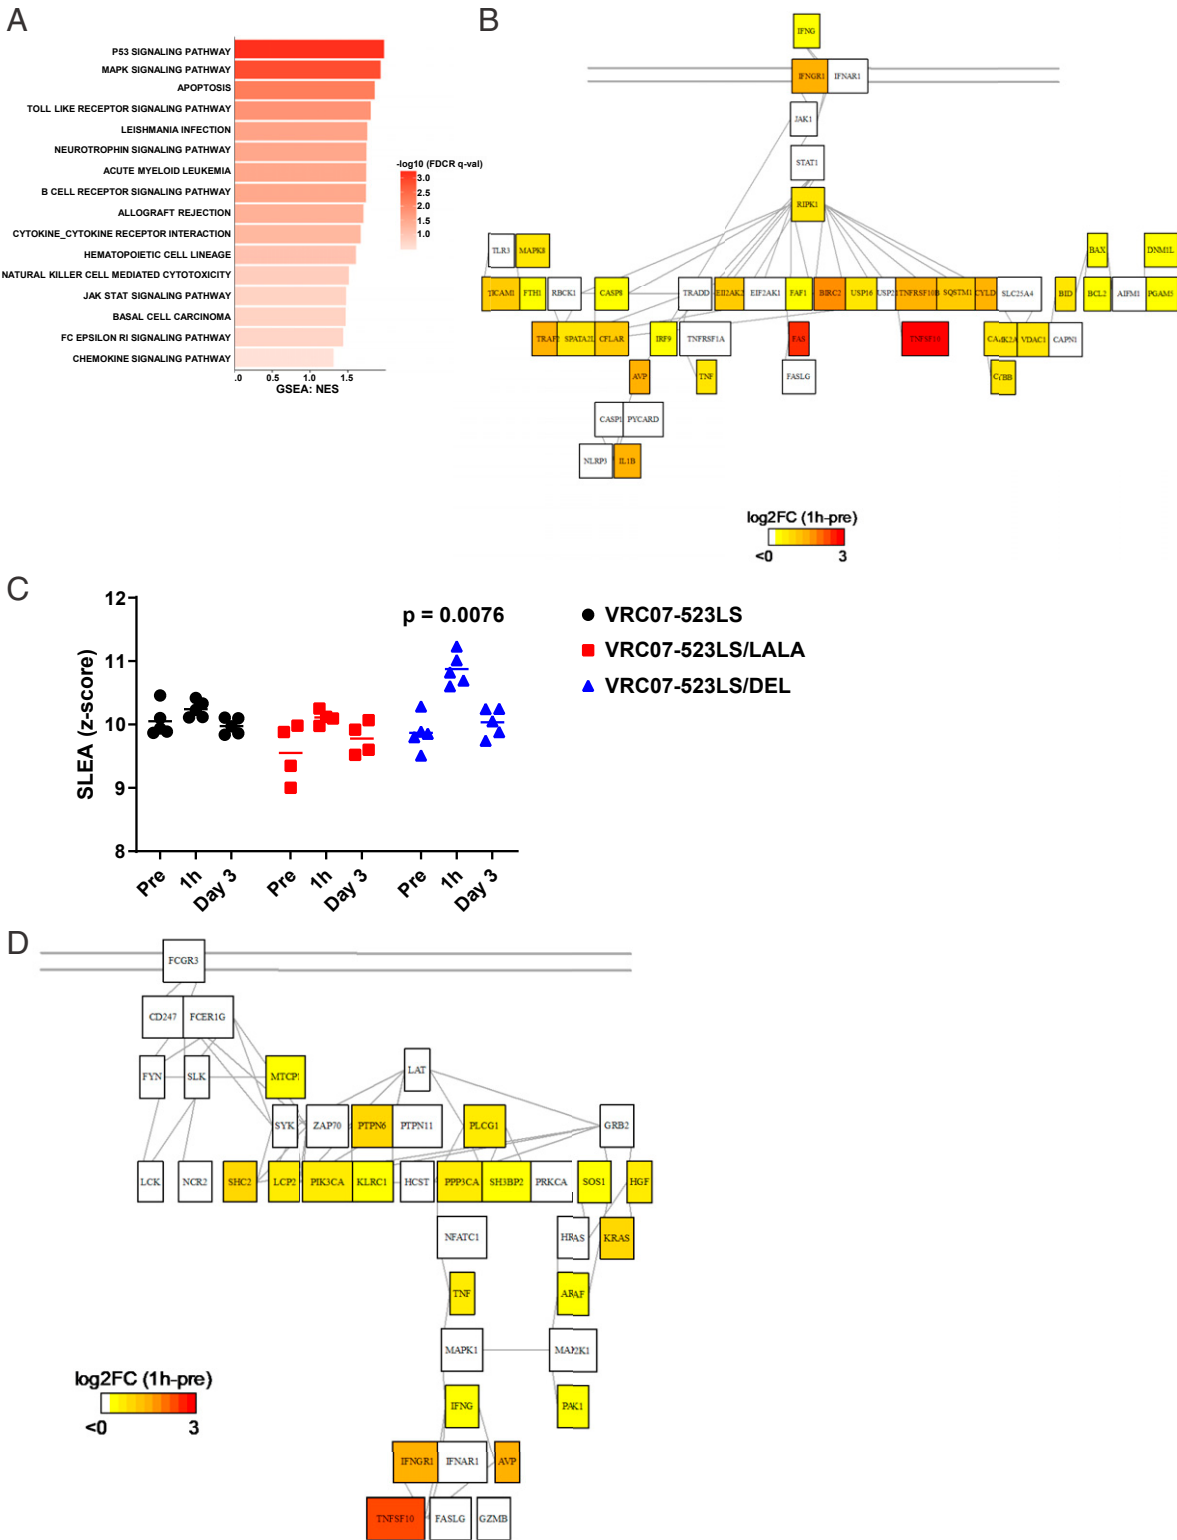 A
P53 SIGNALING PATHWAY
MAPK SIGNALING PATHWAY
APOPTOSIS
TOLL LIKE RECEPTOR SIGNALING PATHWAY
LEISHMANIA INFECTION
NEUROTROPHIN SIGNALING PATHWAY
ACUTE MYELOID LEUKEMIA
B CELL RECEPTOR SIGNALING PATHWAY
ALLOGRAFT REJECTION
CYTOKINE_CYTOKINE RECEPTOR INTERACTION
HEMATOPOIETIC CELL LINEAGE
NATURAL KILLER CELL MEDIATED CYTOTOXICITY
JAK STAT SIGNALING PATHWAY
BASAL CELL CARCINOMA
FC EPSILON RI SIGNALING PATHWAY
CHEMOKINE SIGNALING PATHWAY
.0 0.5 1.0 1.5
GSEA: NES
-log10 (FDCR q-val)
3.0
2.5
2.0
1.5
1.0
B
IFNG
IFNGR1 IFNAR1
JAK1
STAT1
RIPK1
TLR3 MAPK8 BAX DNM1L
TICAM1 FTH1 RBCK1 CASP8 TRADD EIF2AK1 FAF1 BIRC2 USP16 USP21 TNFRSF10B SQSTM1 CYLD SLC25A4 BID BCL2 AIFM1 PGAM5
TRAF2 SPATA2L CFLAR IRF9 TNFRSF1A FAS VDAC1 CAPN1
AVP TNF FASLG
CASP1 PYCARD
NLRP3 IL1B
log2FC (1h-pre)
<0 3
C
12
11
10
9
8
SLEA (z-score)
p = 0.0076
Pre 1h Day 3 Pre 1h Day 3 Pre 1h Day 3
VRC07-523LS
VRC07-523LS/LALA
VRC07-523LS/DEL
D
FCGR3
CD247 FCER1G
FYN SLK LAT
SYK ZAP70 PTPN6 PTPN11 PLCG1 GRB2
LCK NCR2 SHC2 LCP2 PIK3CA KLRC1 HCST PPP3CA SH3BP2 PRKCA SOS1 HGF
NFATC1 HRAS KRAS
TNF ARAF
MAPK1
IFNG PAK1
IFNGR1 IFNAR1 AVP
TNFSF10 FASLG GZMB
log2FC (1h-pre)
<0 3